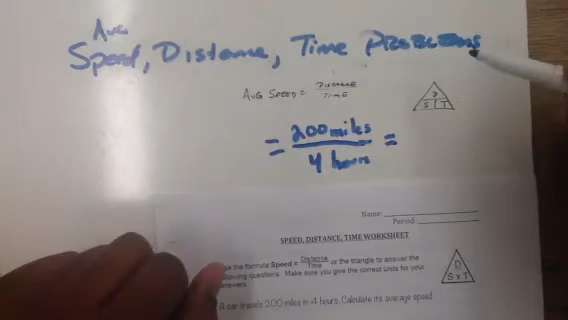 Avg
Speed, Distance, Time PROBLEMS
AVG SPEED = DISTANCE
TIME
D
S T
= 200 miles =
4 hours
Name:
Period:
SPEED, DISTANCE, TIME WORKSHEET
se the formula Speed = Distance
Time or the triangle to answer the
llowing questions. Make sure you give the correct units for your
answers.
D
S x T
A car travels 200 miles in 4 hours. Calculate its average speed.